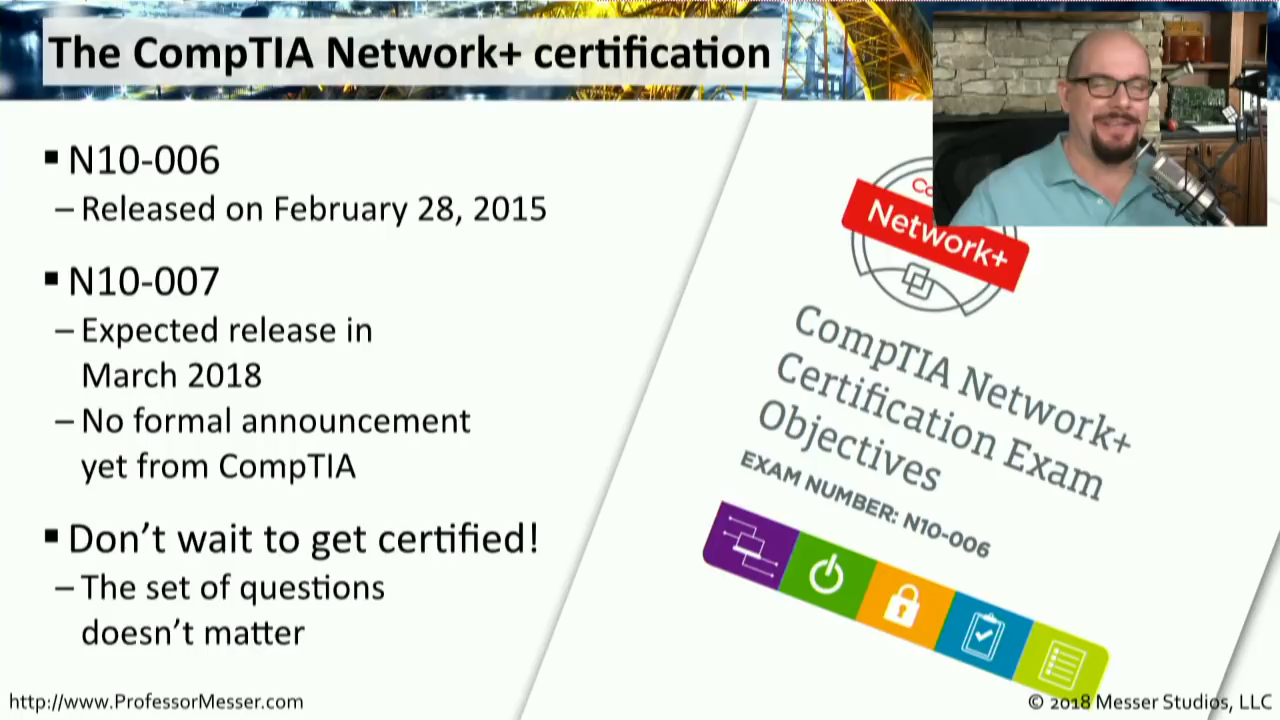 The CompTIA Network+ certification
▪ N10-006
– Released on February 28, 2015
▪ N10-007
– Expected release in
March 2018
– No formal announcement
yet from CompTIA
▪ Don't wait to get certified!
– The set of questions
doesn't matter
Co
Network+
CompTIA Network+
Certification Exam
Objectives
EXAM NUMBER: N10-006
http://www.ProfessorMesser.com
© 2018 Messer Studios, LLC